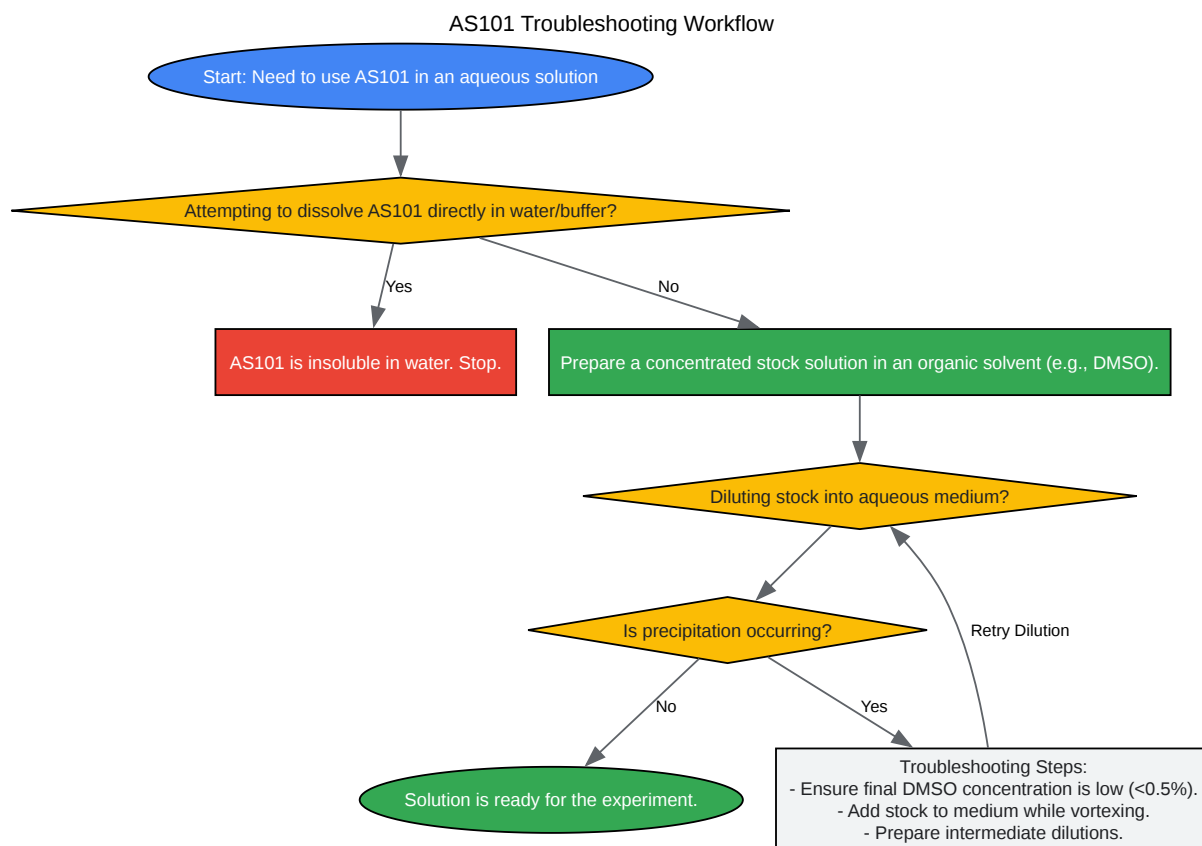 AS101 Troubleshooting Workflow
Start: Need to use AS101 in an aqueous solution
Attempting to dissolve AS101 directly in water/buffer?
Yes
No
AS101 is insoluble in water. Stop.
Prepare a concentrated stock solution in an organic solvent (e.g., DMSO).
Diluting stock into aqueous medium?
Is precipitation occurring?
Retry Dilution
No
Yes
Solution is ready for the experiment.
Troubleshooting Steps:
- Ensure final DMSO concentration is low (<0.5%).
- Add stock to medium while vortexing.
- Prepare intermediate dilutions.